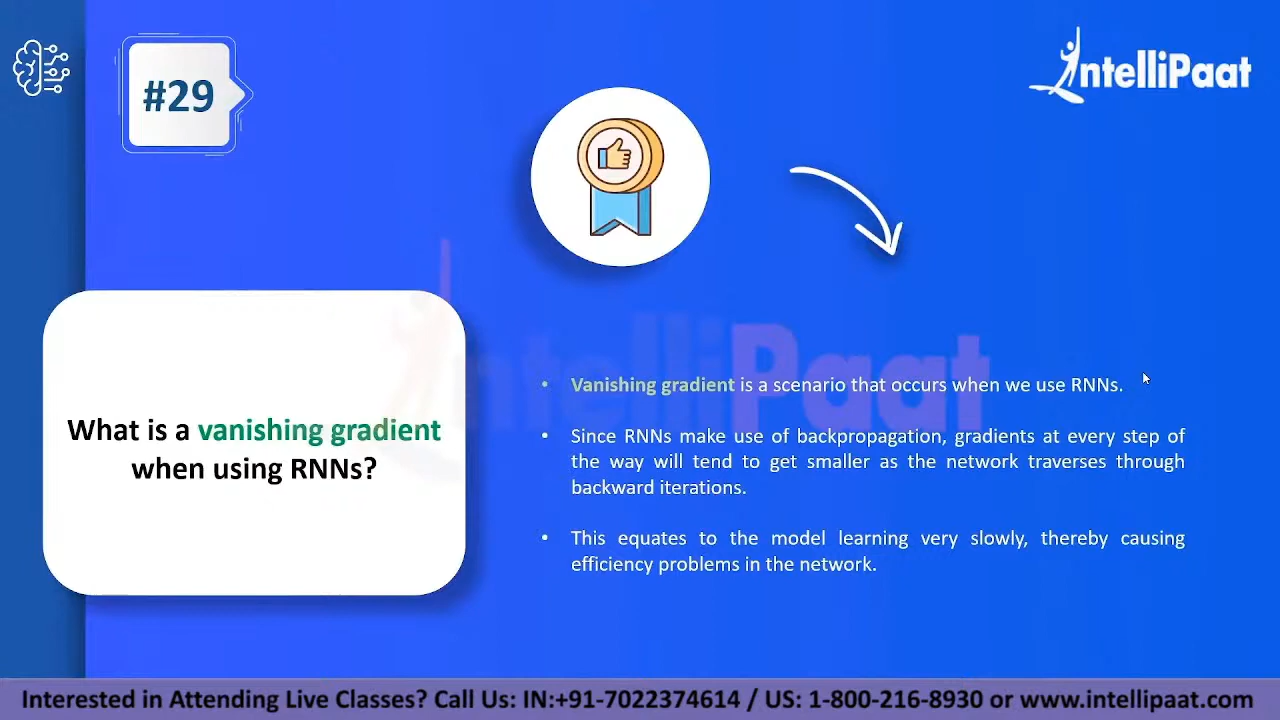 #29
IntelliPaat
What is a vanishing gradient
when using RNNs?
IntelliPaat
• Vanishing gradient is a scenario that occurs when we use RNNs.
• Since RNNs make use of backpropagation, gradients at every step of
the way will tend to get smaller as the network traverses through
backward iterations.
• This equates to the model learning very slowly, thereby causing
efficiency problems in the network.
Interested in Attending Live Classes? Call Us: IN:+91-7022374614 / US: 1-800-216-8930 or www.intellipaat.com